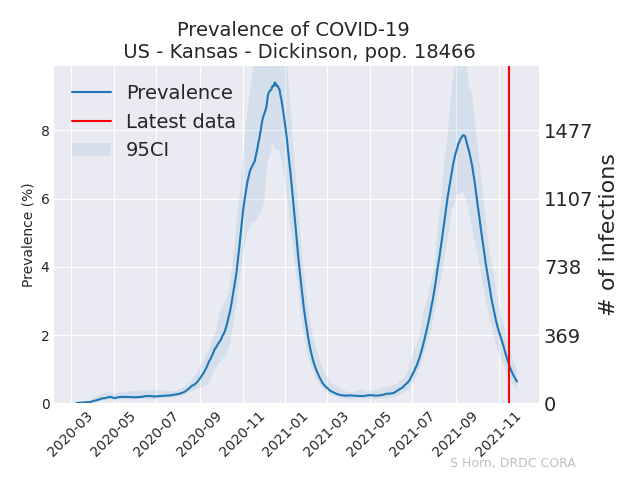 Prevalence of COVID-19
US - Kansas - Dickinson, pop. 18466
Prevalence
Latest data
95CI
Prevalence (%)
8
6
4
2
0
1477
1107
738
369
0
# of infections
2020-03
2020-05
2020-07
2020-09
2020-11
2021-01
2021-03
2021-05
2021-07
2021-09
2021-11
S Horn, DRDC CORA